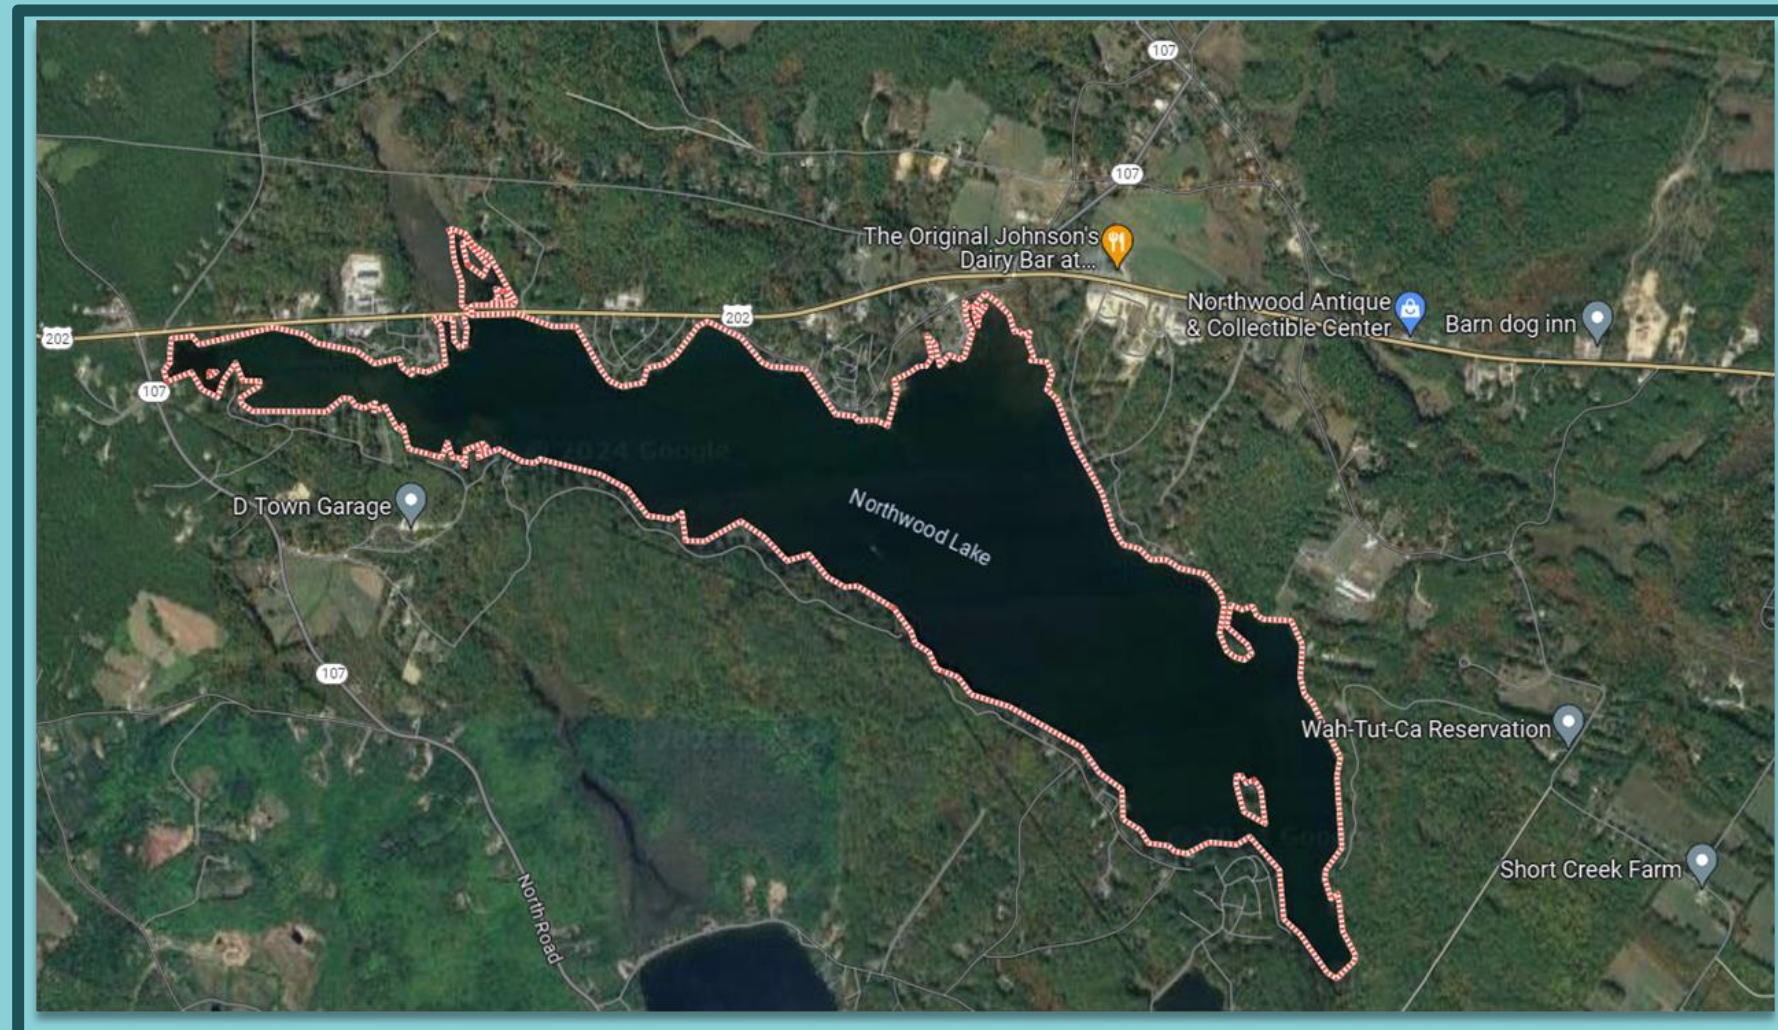 107
107
The Original Johnson's
Dairy Bar at...
Northwood Antique
& Collectible Center
Barn dog inn
202
202
107
© 2024 Google
D Town Garage
Northwood Lake
107
Wah-Tut-Ca Reservation
Short Creek Farm
North Road